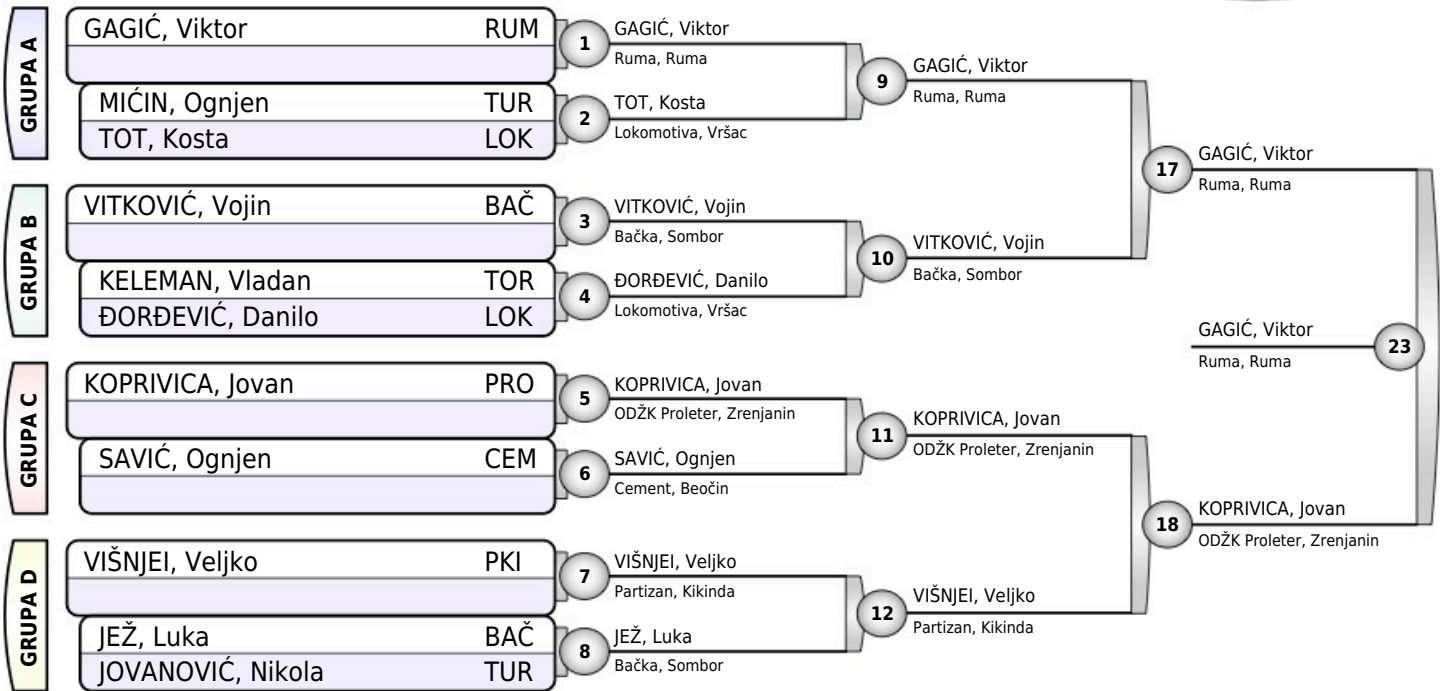 GRUPA A
GAGIĆ, Viktor RUM
MIĆIN, Ognjen TUR
TOT, Kosta LOK
1
GAGIĆ, Viktor
Ruma, Ruma
2
TOT, Kosta
Lokomotiva, Vršac
9
GAGIĆ, Viktor
Ruma, Ruma
GRUPA B
VITKOVIĆ, Vojin BAČ
KELEMAN, Vladan TOR
ĐORĐEVIĆ, Danilo LOK
3
VITKOVIĆ, Vojin
Bačka, Sombor
4
ĐORĐEVIĆ, Danilo
Lokomotiva, Vršac
10
VITKOVIĆ, Vojin
Bačka, Sombor
17
GAGIĆ, Viktor
Ruma, Ruma
GRUPA C
KOPRIVICA, Jovan PRO
SAVIĆ, Ognjen CEM
5
KOPRIVICA, Jovan
ODŽK Proleter, Zrenjanin
6
SAVIĆ, Ognjen
Cement, Beočin
11
KOPRIVICA, Jovan
ODŽK Proleter, Zrenjanin
GRUPA D
VIŠNJEI, Veljko PKI
JEŽ, Luka BAČ
JOVANOVIĆ, Nikola TUR
7
VIŠNJEI, Veljko
Partizan, Kikinda
8
JEŽ, Luka
Bačka, Sombor
12
VIŠNJEI, Veljko
Partizan, Kikinda
18
KOPRIVICA, Jovan
ODŽK Proleter, Zrenjanin
GAGIĆ, Viktor
Ruma, Ruma
23